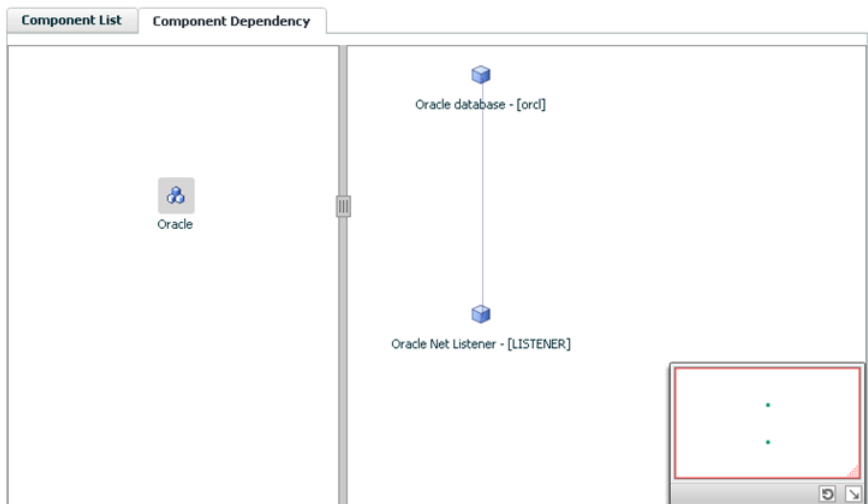 Component List
Component Dependency
Oracle database - [orcl]
Oracle
Oracle Net Listener - [LISTENER]